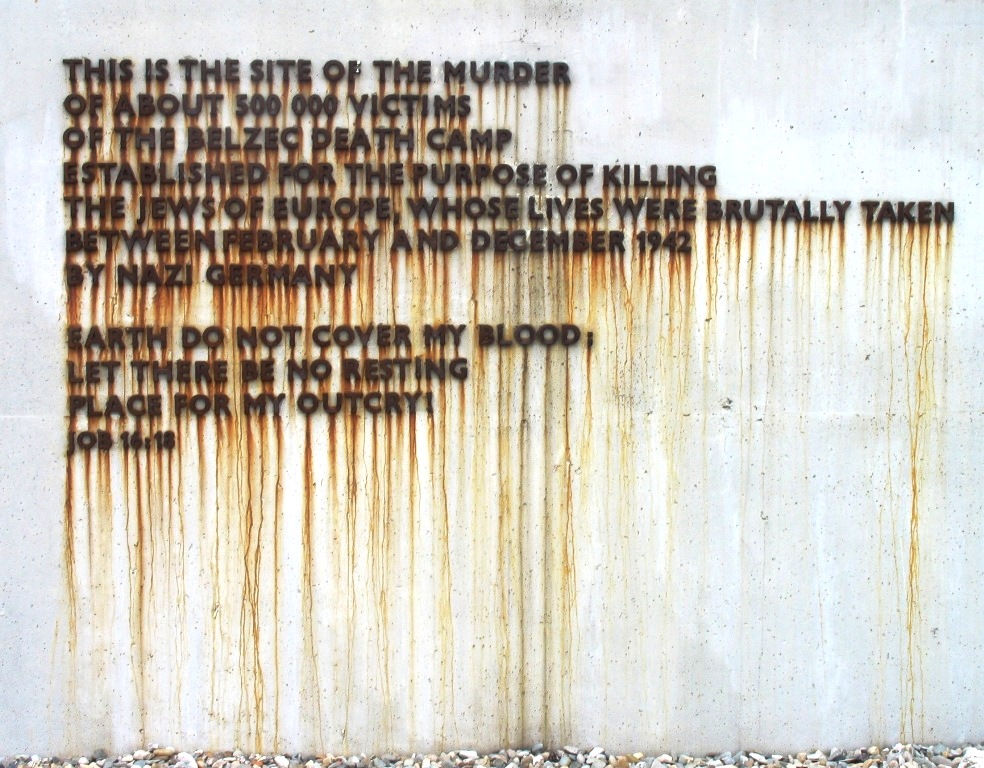 THIS IS THE SITE OF THE MURDER
OF ABOUT 500 000 VICTIMS
OF THE BELZEC DEATH CAMP
ESTABLISHED FOR THE PURPOSE OF KILLING
THE JEWS OF EUROPE, WHOSE LIVES WERE BRUTALLY TAKEN
BETWEEN FEBRUARY AND DECEMBER 1942
BY NAZI GERMANY
EARTH DO NOT COVER MY BLOOD;
LET THERE BE NO RESTING
PLACE FOR MY OUTCRY!
JOB 16:18